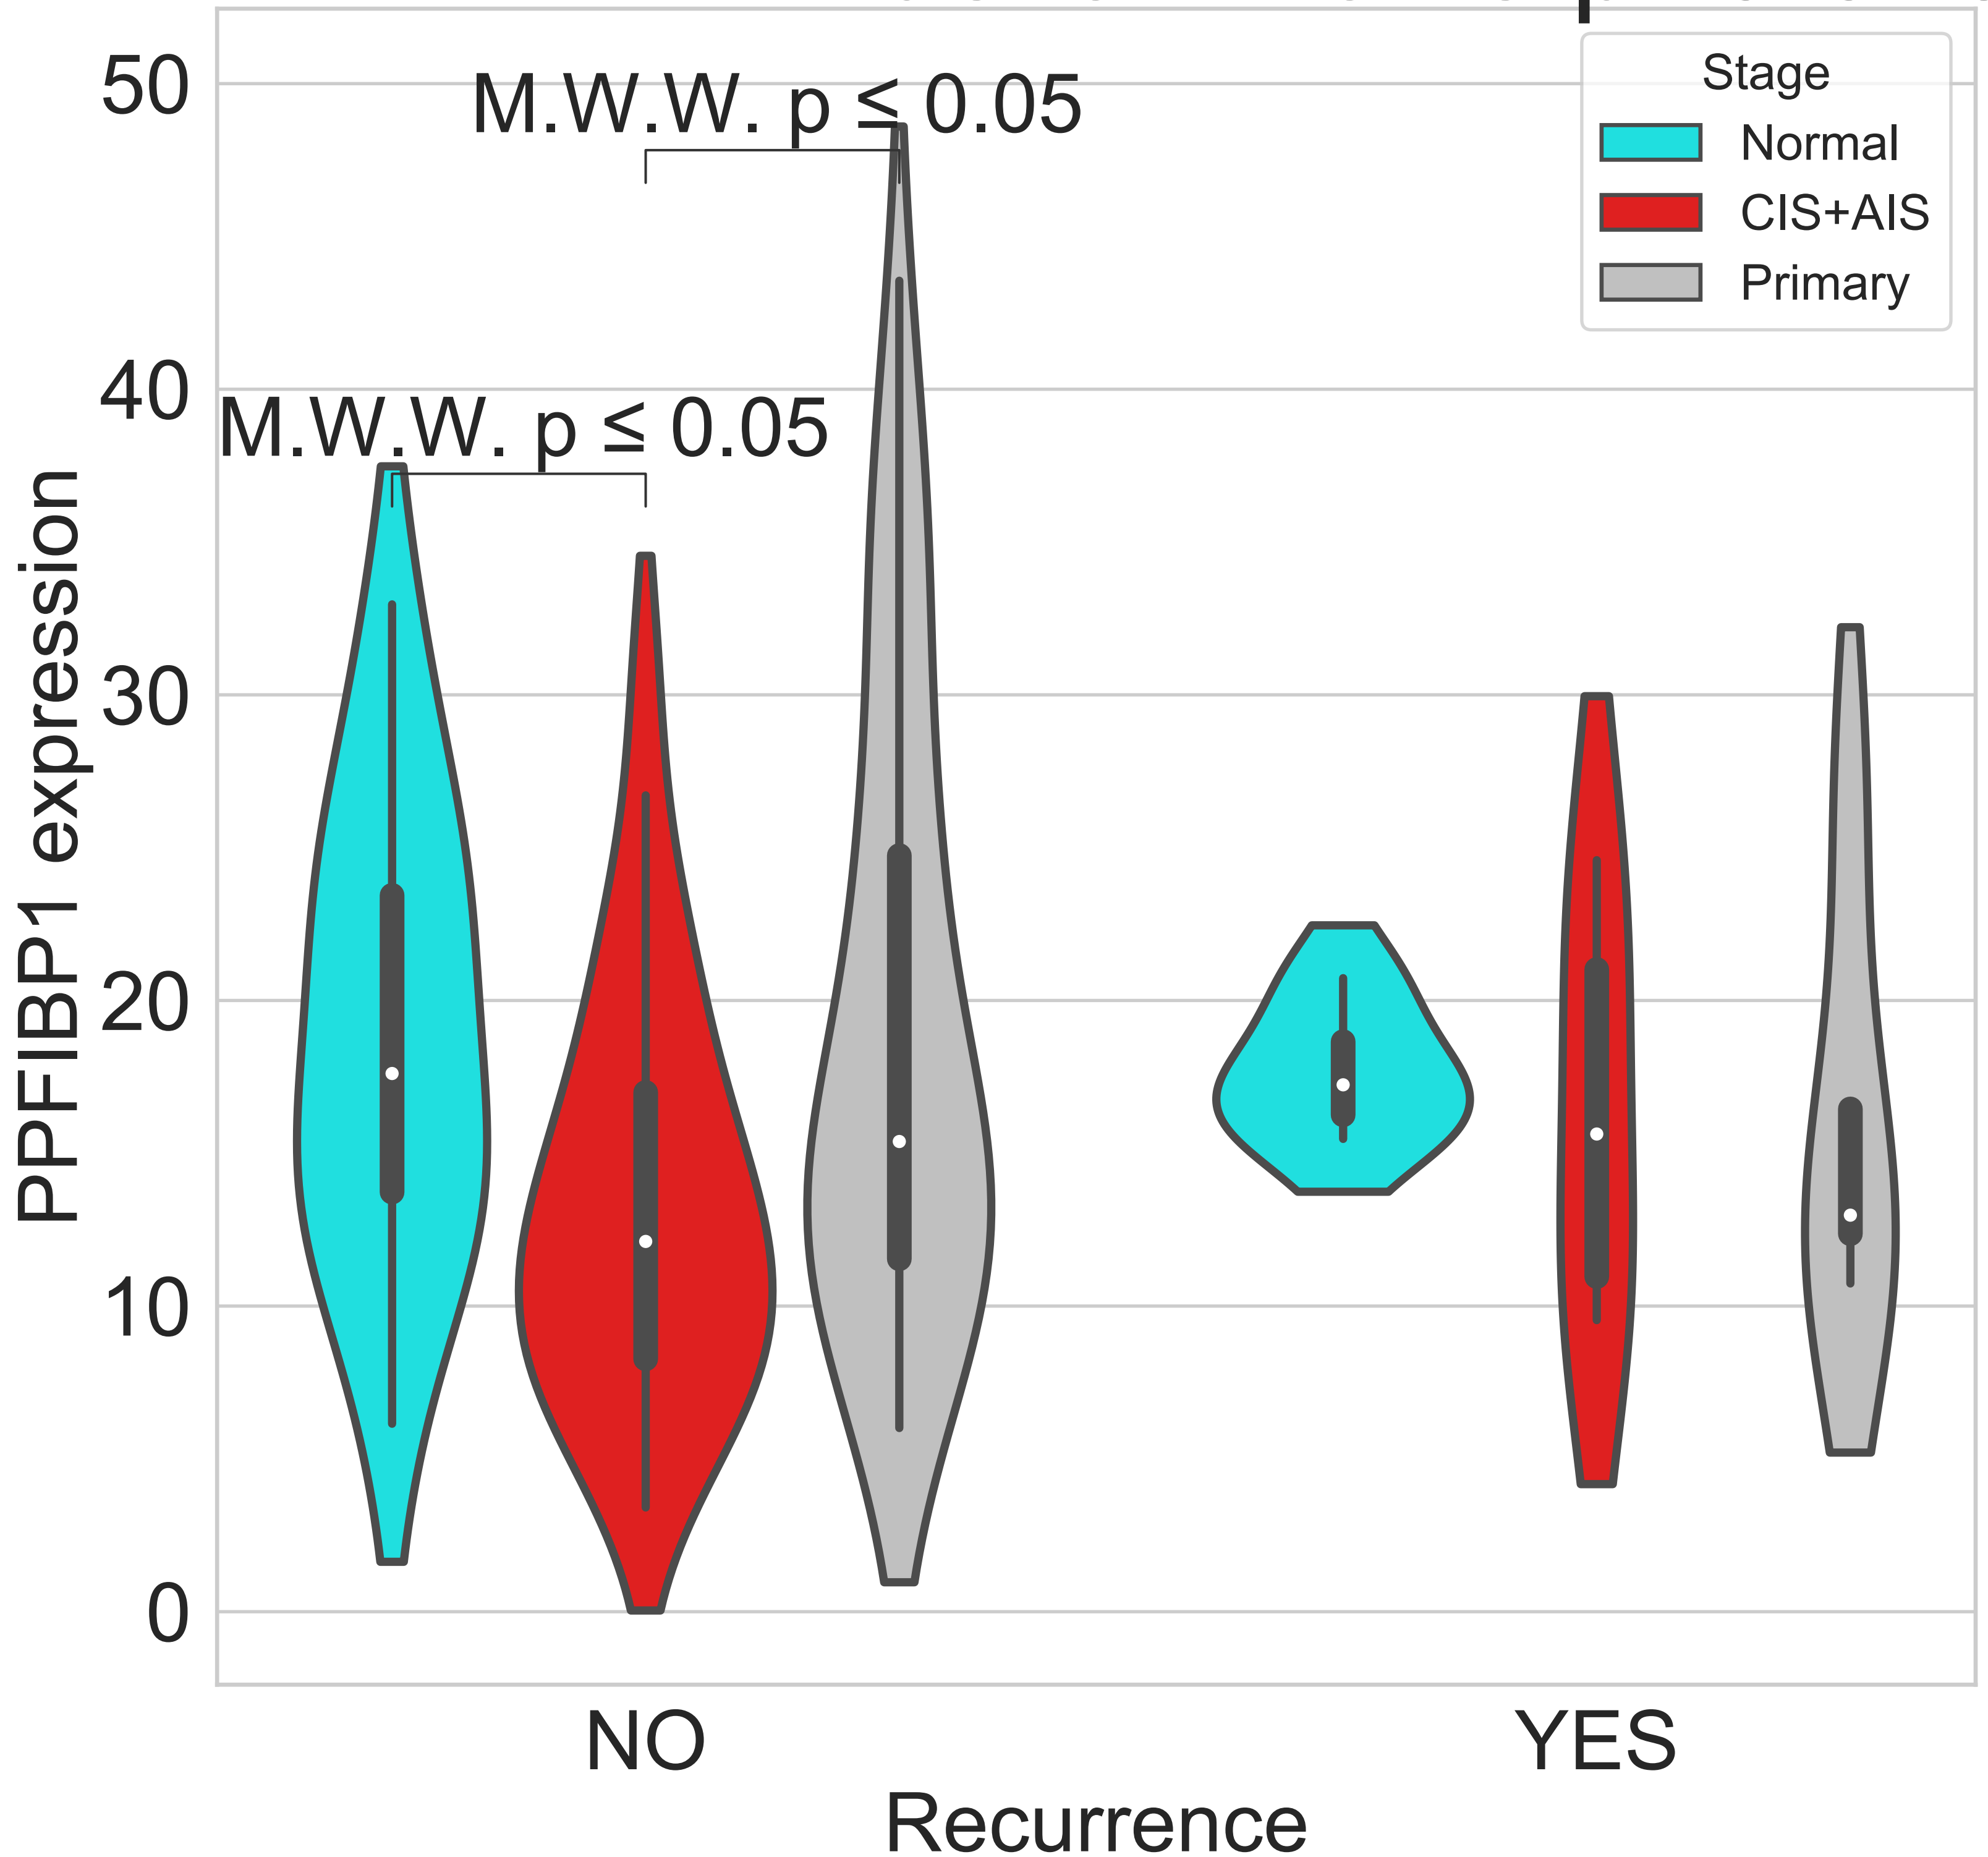 50
M.W.W. p ≤ 0.05
Stage
Normal
CIS+AIS
Primary
40
M.W.W. p ≤ 0.05
PPFIBP1 expression
30
20
10
0
NO
YES
Recurrence